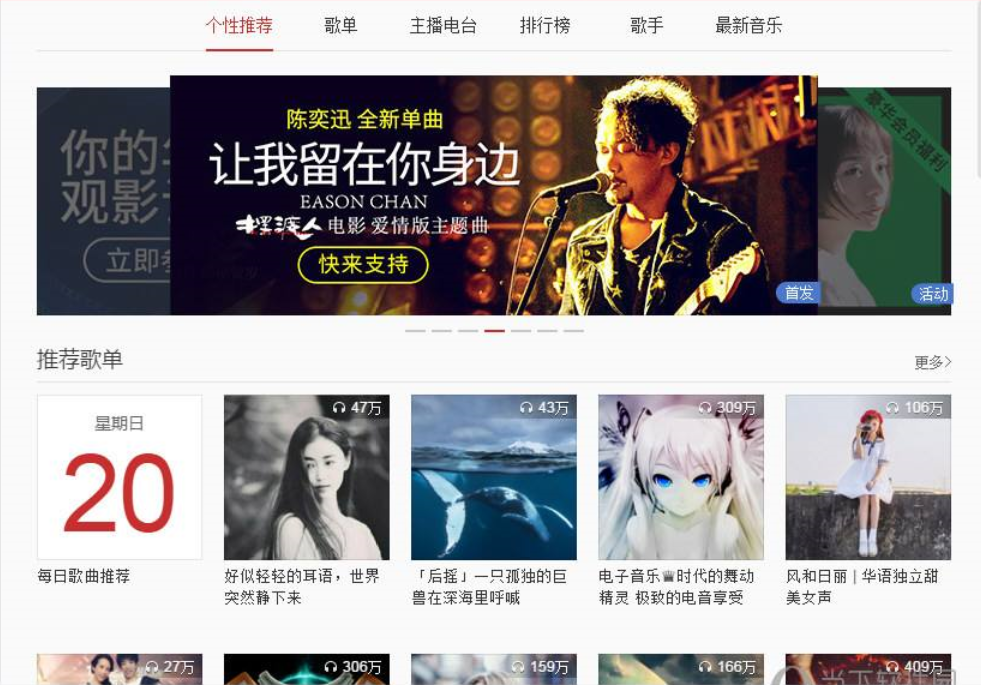 个性推荐
歌单
主播电台
排行榜
歌手
最新音乐
你的
观影
立即
陈奕迅 全新单曲
让我留在你身边
EASON CHAN
摆渡人 电影 爱情版主题曲
快来支持
首发
豪华会员福利
活动
推荐歌单
更多>
星期日
20
每日歌曲推荐
47万
好似轻轻的耳语，世界
突然静下来
43万
「后摇」一只孤独的巨
兽在深海里呼喊
309万
电子音乐♛时代的舞动
精灵 极致的电音享受
106万
风和日丽 | 华语独立甜
美女声
27万
306万
159万
166万
409万
当下软件园